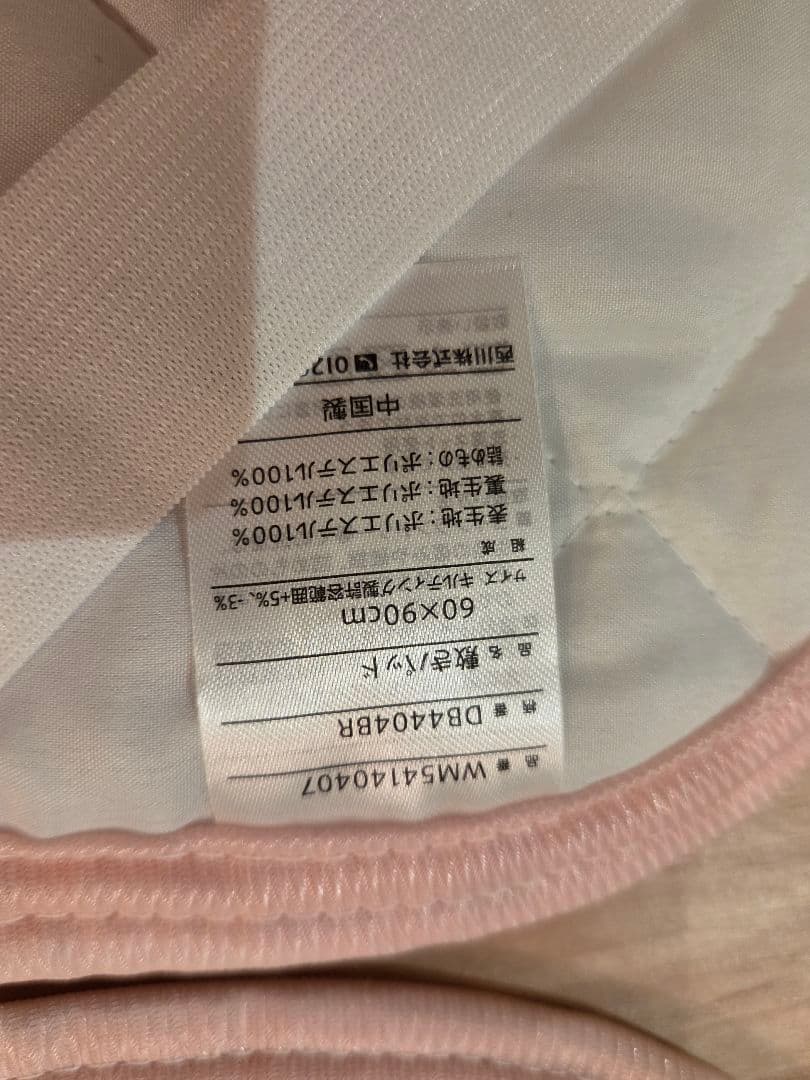 品 番 WM54140407
柄 番 DB4404BR
品 名 敷きパッド
60×90cm
サイズ キルティング製許容範囲+5%、-3%
組 成
表生地:ポリエステル100%
裏生地:ポリエステル100%
詰めもの:ポリエステル100%
中国製
西川株式会社 012